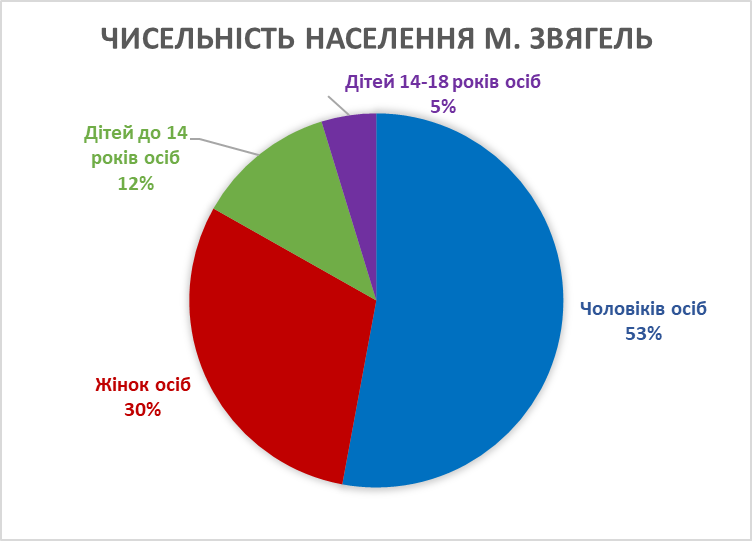 ЧИСЕЛЬНІСТЬ НАСЕЛЕННЯ М. ЗВЯГЕЛЬ
Дітей 14-18 років осіб
5%
Дітей до 14
років осіб
12%
Чоловіків осіб
53%
Жінок осіб
30%